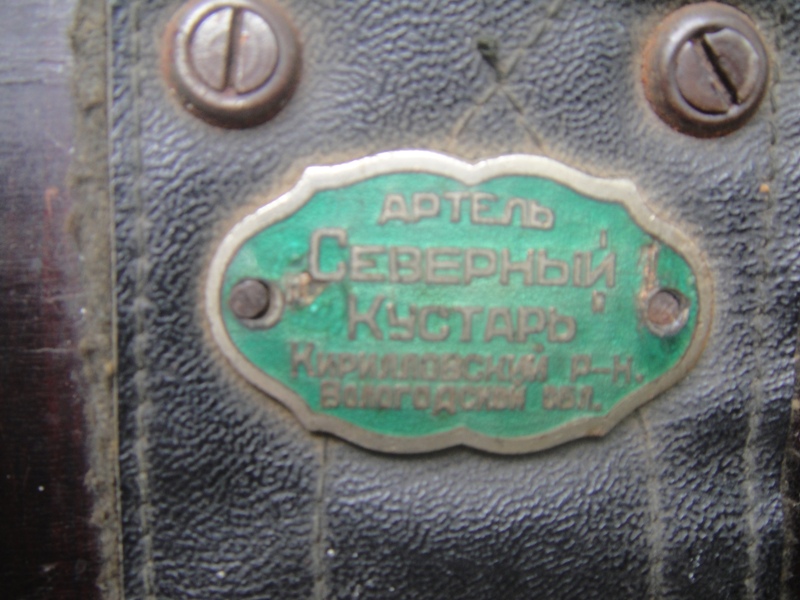 АРТЕЛЬ
"СЕВЕРНЫЙ
КУСТАРЬ"
КИРИЛЛОВСКИЙ Р-Н.
ВОЛОГОДСКОЙ ОБЛ.